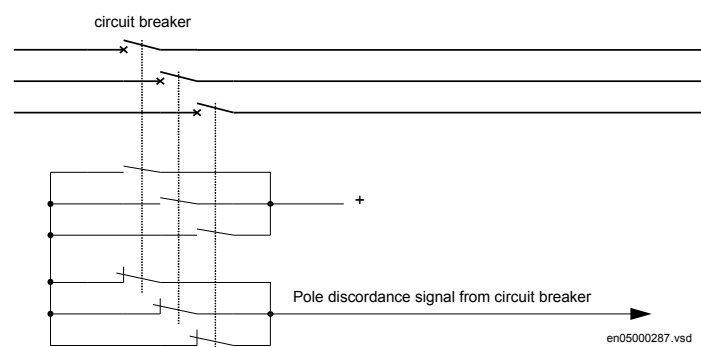 circuit breaker
+
Pole discordance signal from circuit breaker
en05000287.vsd